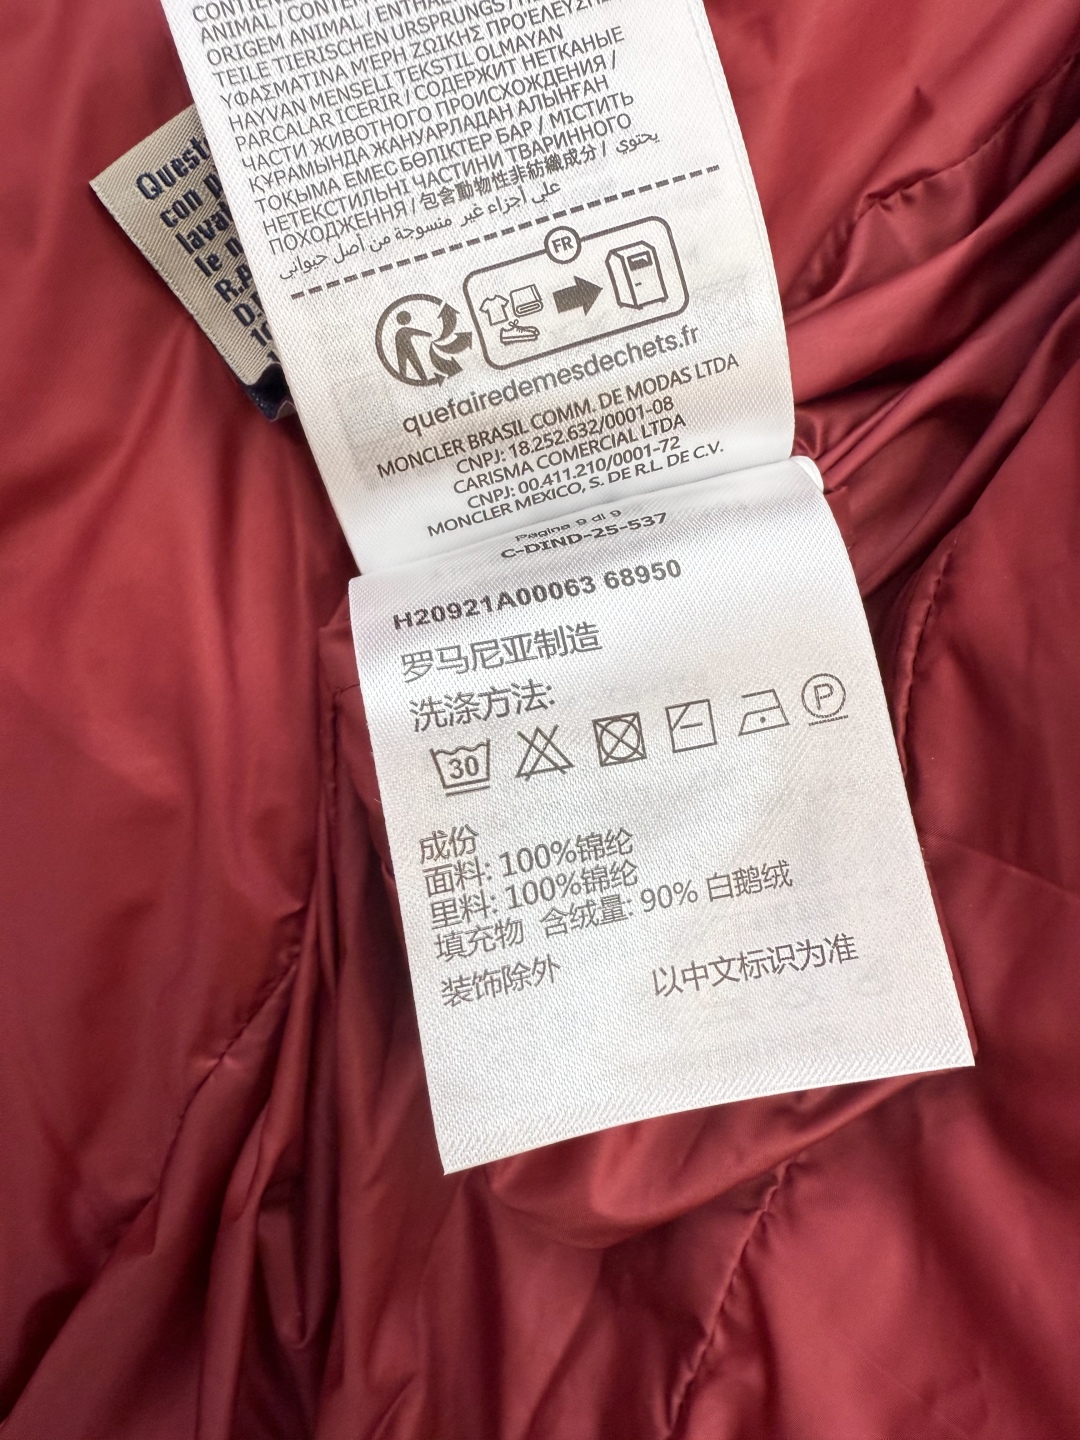 ANIMAL / CONTEN
ORIGEM ANIMAL / ENTHÄL
TEILE TIERISCHEN URSPRUNGS /
ΥΦΑΣΜΑΤΙΝΑ ΜΈΡΗ ΖΩΙΚΉΣ ΠΡΟΈΛΕΥΣΗΣ
HAYVAN MENSELİ TEKSTİL OLMAYAN
PARÇALAR İÇERİR / СОДЕРЖИТ НЕТКАНЫЕ
ЧАСТИ ЖИВОТНОГО ПРОИСХОЖДЕНИЯ /
ҚҰРАМЫНДА ЖАНУАРЛАРДАН АЛЫНҒАН
ТОҚЫМА ЕМЕС БӨЛІКТЕР БАР / МІСТИТЬ
НЕТЕКСТИЛЬНІ ЧАСТИНИ ТВАРИННОГО
ПОХОДЖЕННЯ / 包含動物性非紡織成分 / يحتوي
على أجزاء غير منسوجة من أصل حيواني
FR
quefairedemesdechets.fr
MONCLER BRASIL COMM. DE MODAS LTDA
CNPJ: 18.252.632/0001-08
CARISMA COMERCIAL LTDA
CNPJ: 00.411.210/0001-72
MONCLER MEXICO, S. DE R.L. DE C.V.
Pagina 9 di 9
C-DIND-25-537
H20921A00063 68950
罗马尼亚制造
洗涤方法:
30 P
成份
面料: 100%锦纶
里料: 100%锦纶
填充物 含绒量: 90% 白鹅绒
装饰除外 以中文标识为准
Quest
con
lava
le